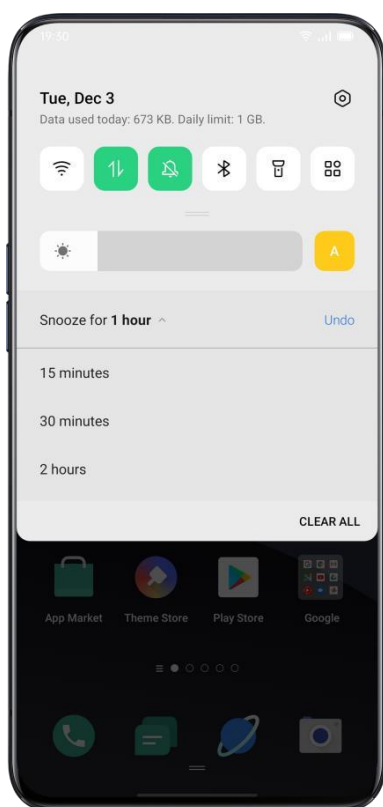 19:30
Tue, Dec 3
Data used today: 673 KB. Daily limit: 1 GB.
A
Snooze for 1 hour
Undo
15 minutes
30 minutes
2 hours
CLEAR ALL
App Market
Theme Store
Play Store
Google